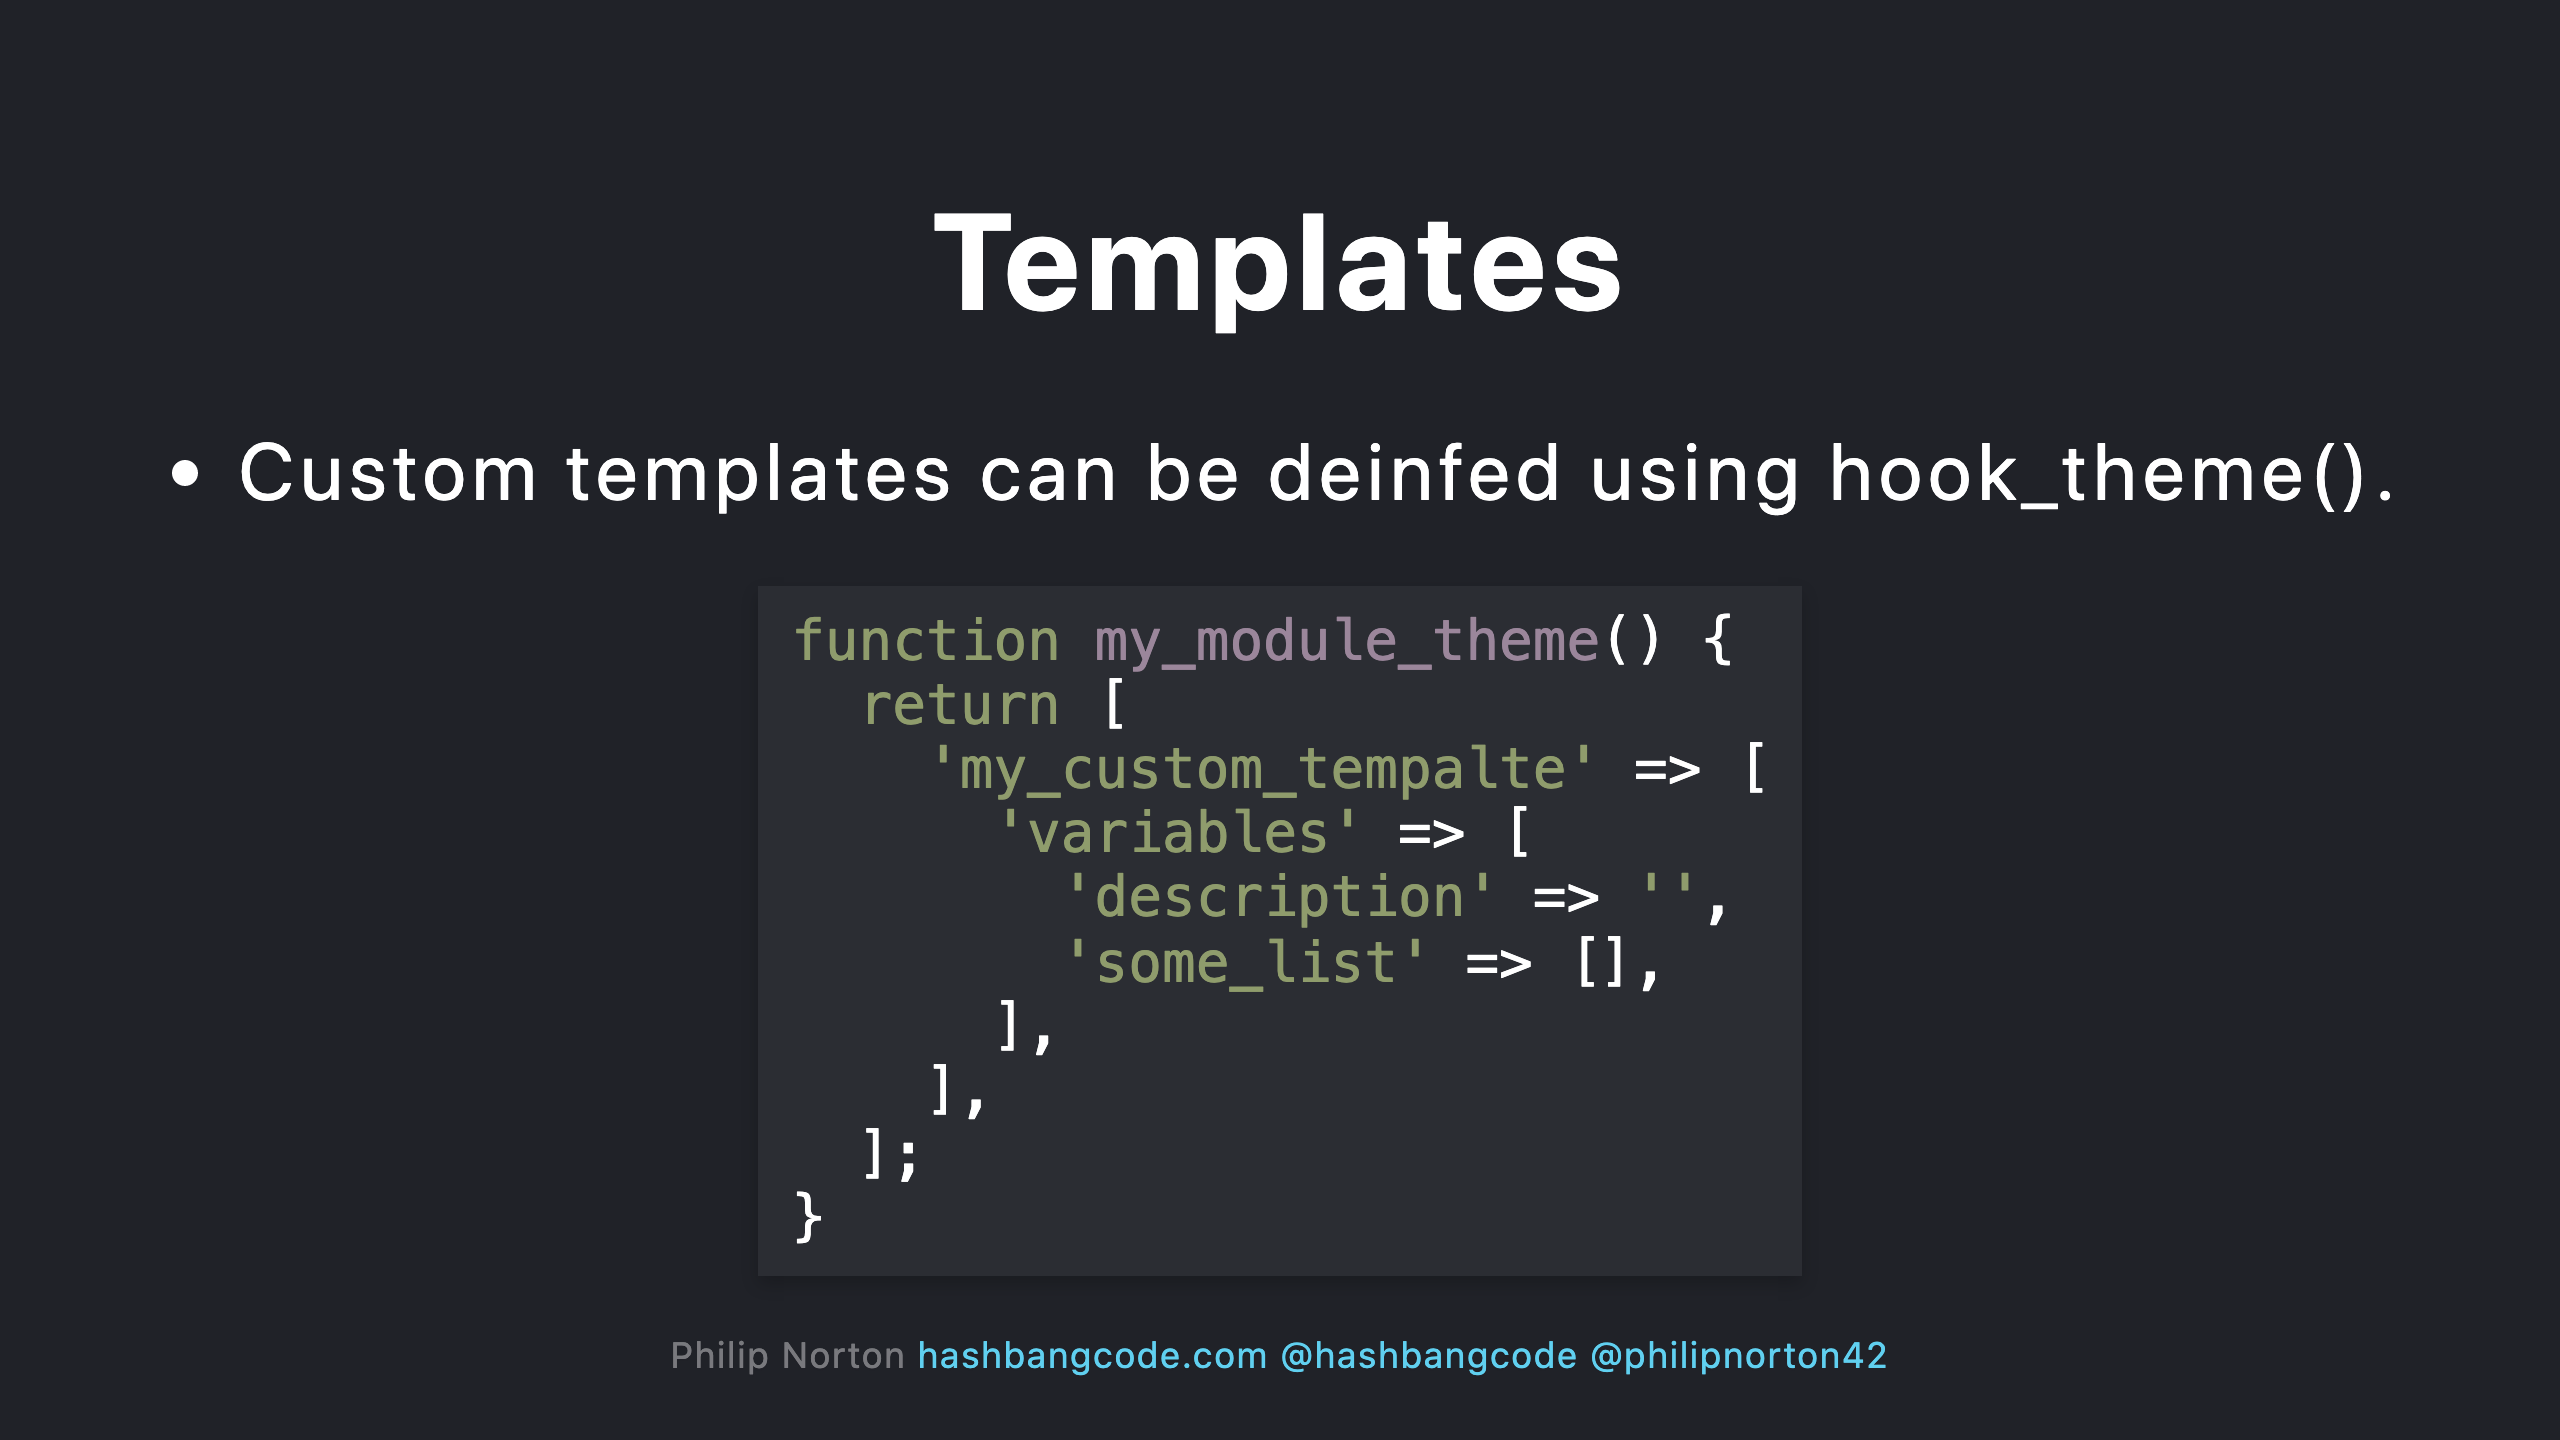 Templates
• Custom templates can be deinfed using hook_theme().
function my_module_theme() {
  return [
    'my_custom_tempalte' => [
      'variables' => [
        'description' => '',
        'some_list' => [],
      ],
    ],
  ];
}
Philip Norton hashbangcode.com @hashbangcode @philipnorton42